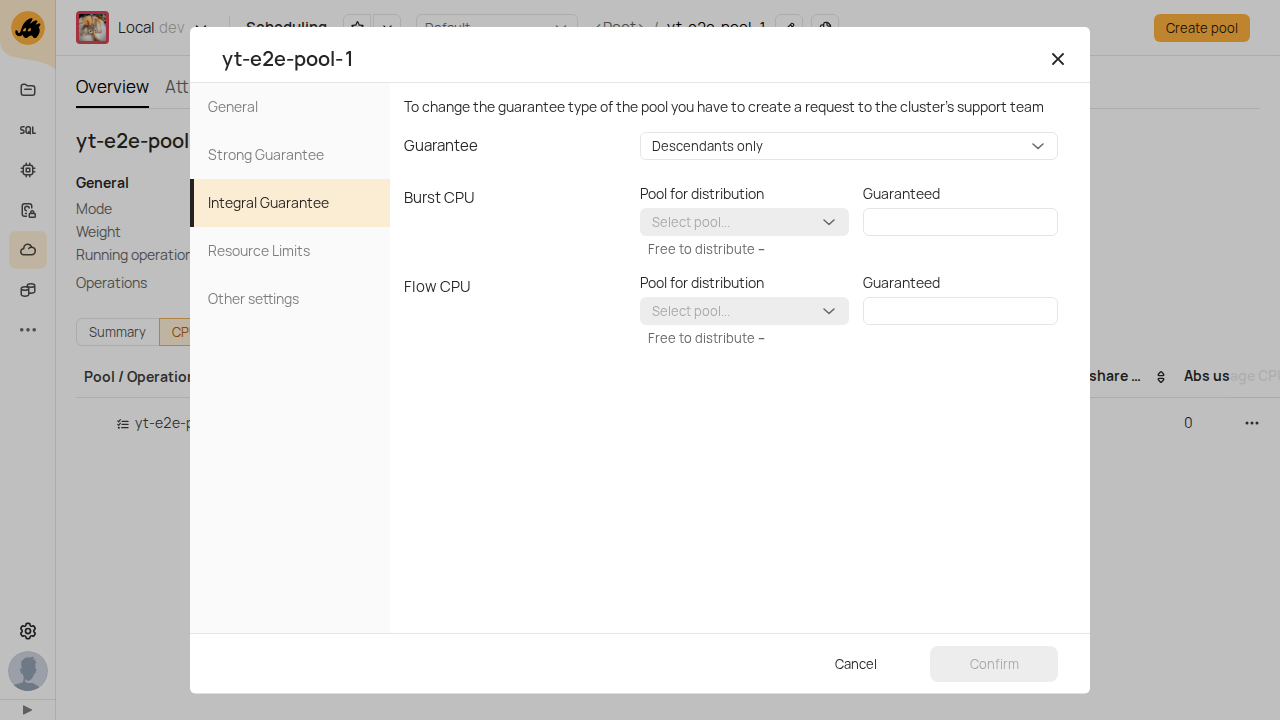 Local dev
Scheduling
Default
<Root> / yt-e2e-pool-1
Create pool
Overview
Att
yt-e2e-pool
General
Mode
Weight
Running operation
Operations
Summary
CP
Pool / Operation
share ...
Abs usage CPU
yt-e2e-p
0
SQL
yt-e2e-pool-1
General
Strong Guarantee
Integral Guarantee
Resource Limits
Other settings
To change the guarantee type of the pool you have to create a request to the cluster's support team
Guarantee
Descendants only
Burst CPU
Pool for distribution
Guaranteed
Select pool...
Free to distribute –
Flow CPU
Pool for distribution
Guaranteed
Select pool...
Free to distribute –
Cancel
Confirm